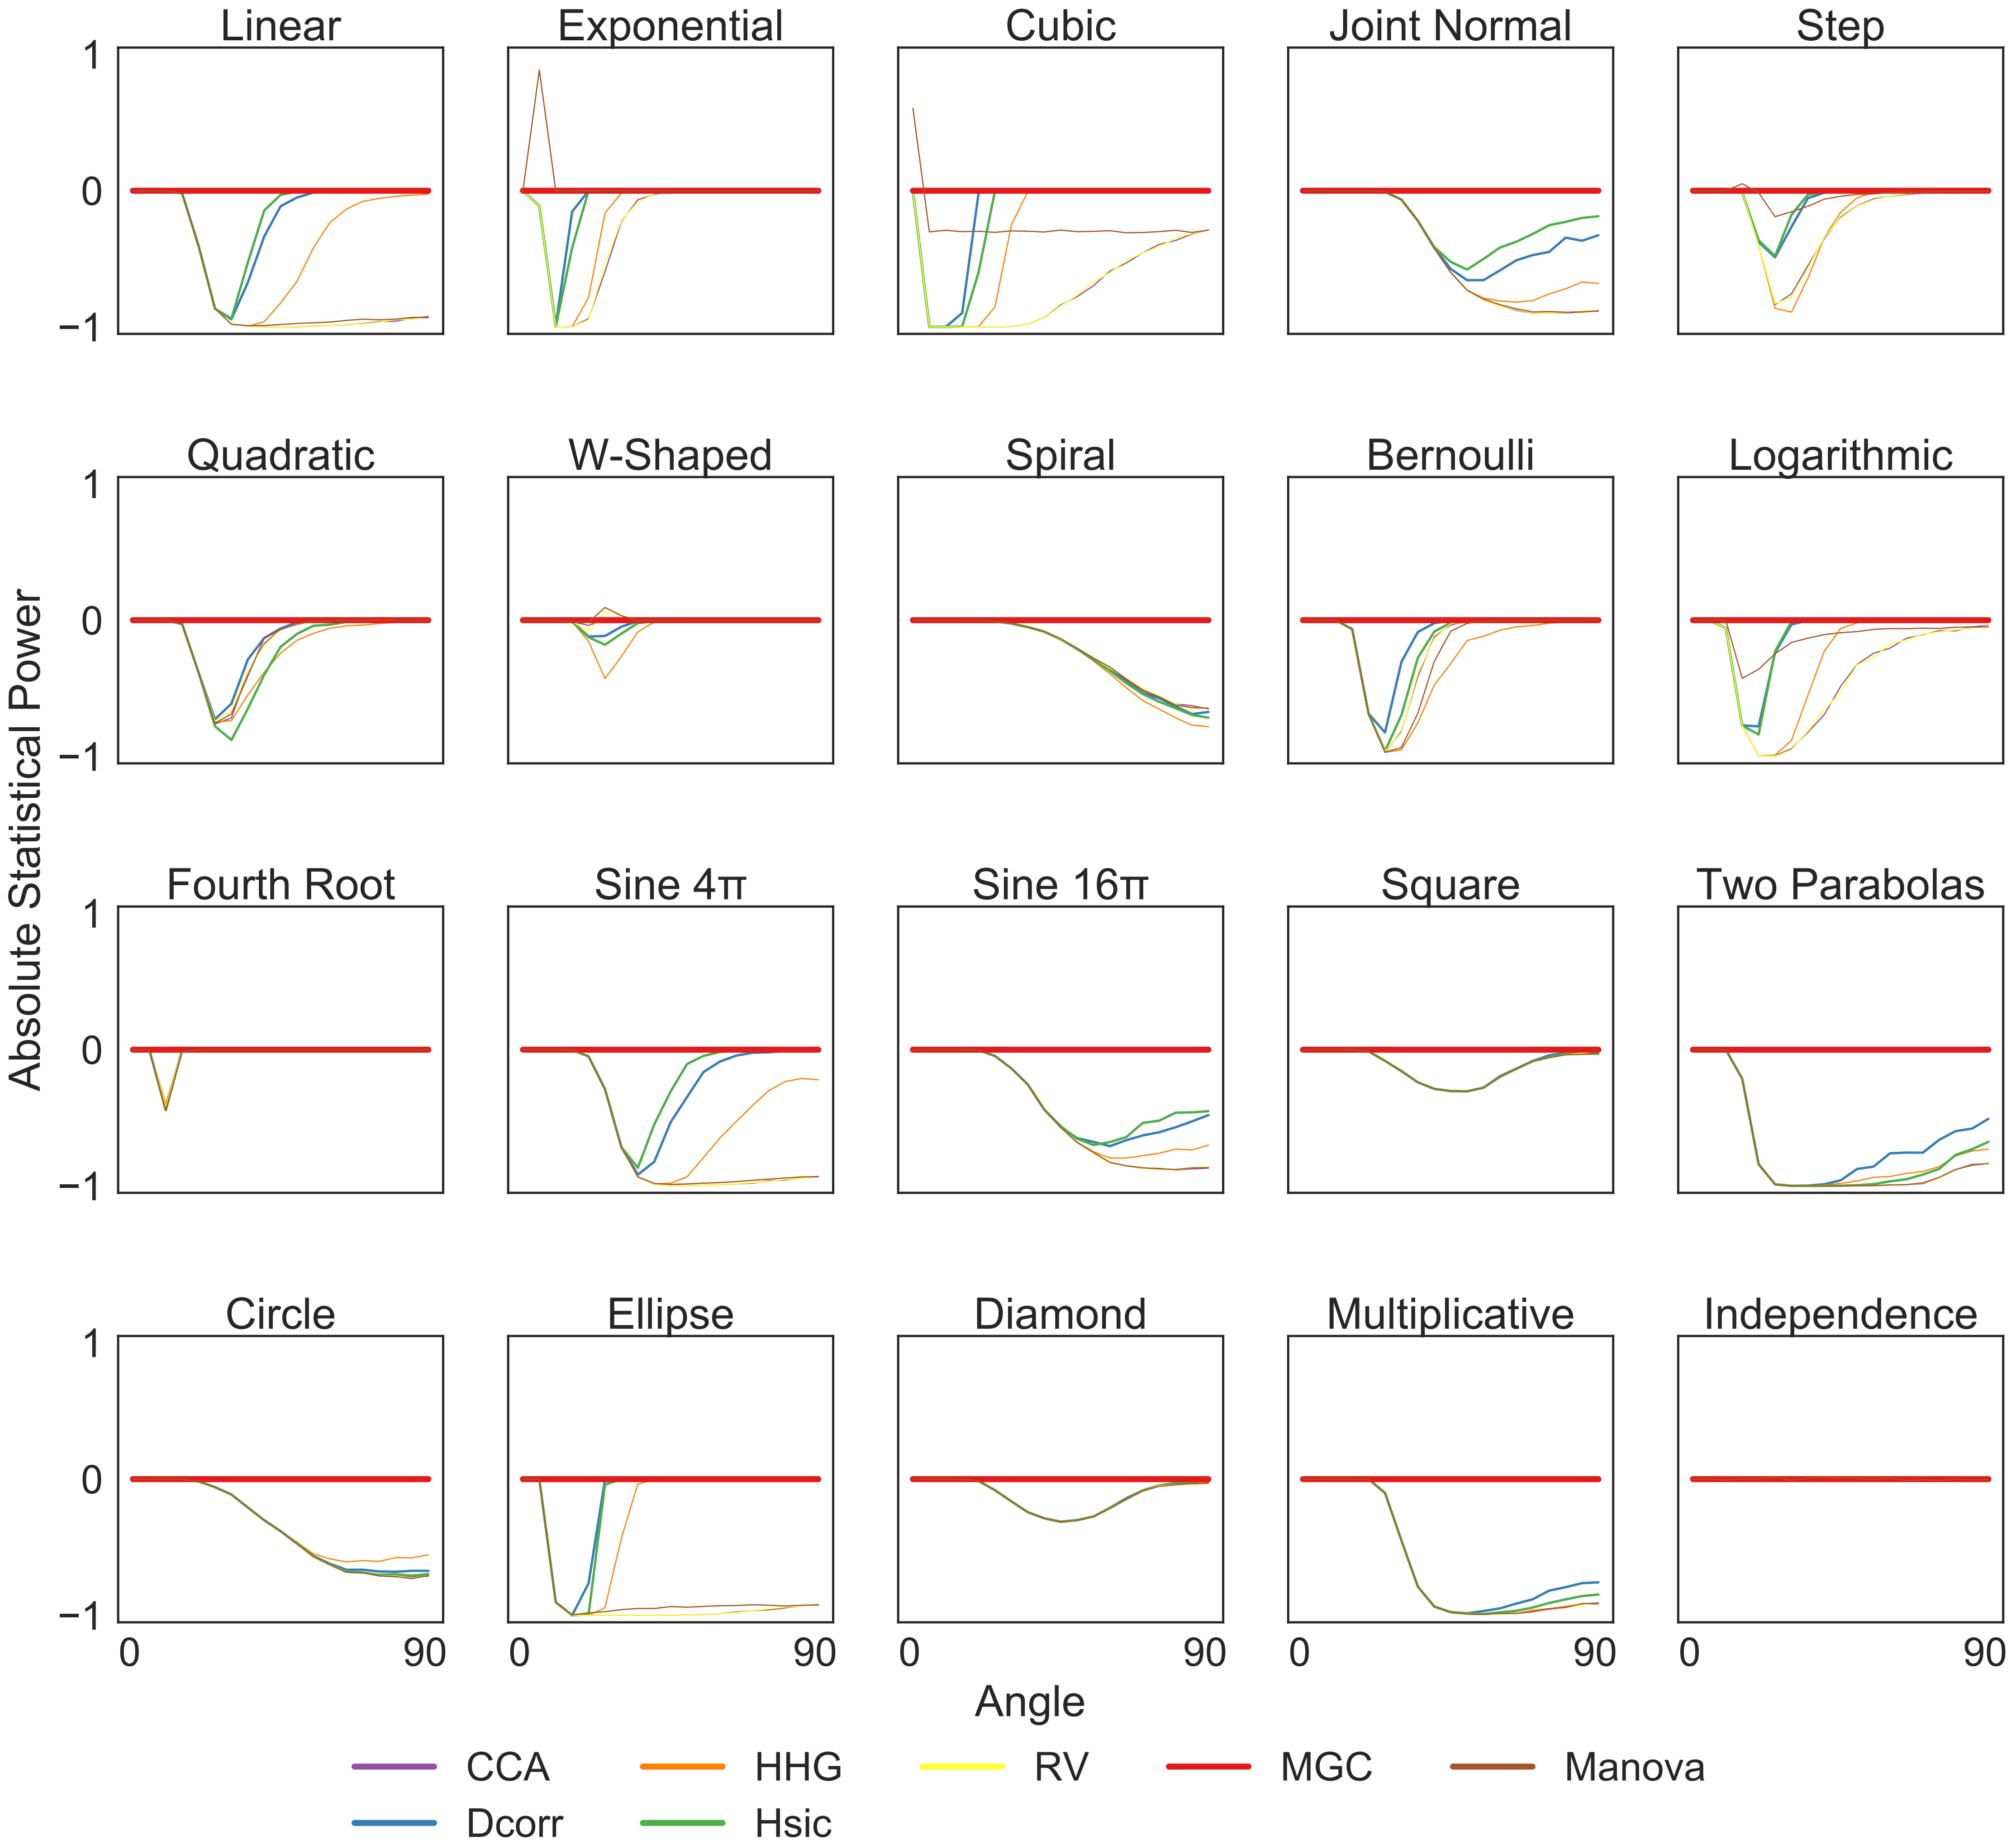 Linear Exponential Cubic Joint Normal Step
1
0
−1
Quadratic W-Shaped Spiral Bernoulli Logarithmic
1
0
−1
Absolute Statistical Power
Fourth Root Sine 4π Sine 16π Square Two Parabolas
1
0
−1
Circle Ellipse Diamond Multiplicative Independence
1
0
−1
0 90 0 90 0 90 0 90 0 90
Angle
CCA HHG RV MGC Manova
Dcorr Hsic